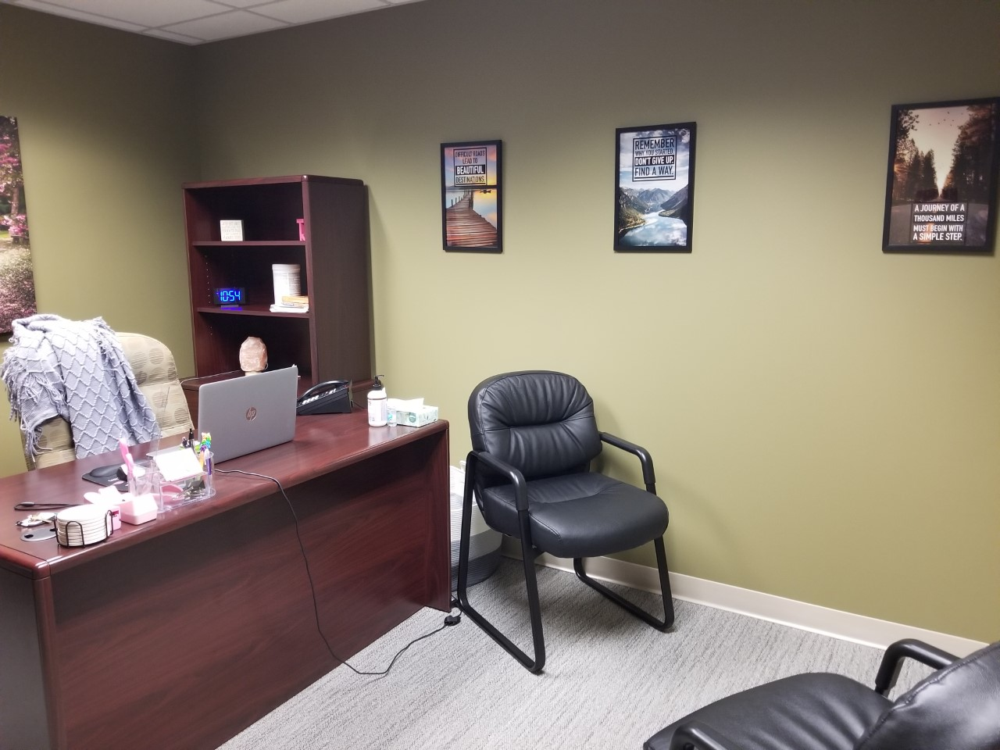 DIFFICULT ROADS
LEAD TO
BEAUTIFUL
DESTINATIONS.
REMEMBER
WHY YOU STARTED
DON'T GIVE UP.
FIND A WAY.
A JOURNEY OF A
THOUSAND MILES
MUST BEGIN WITH
A SIMPLE STEP.
10:54
hp